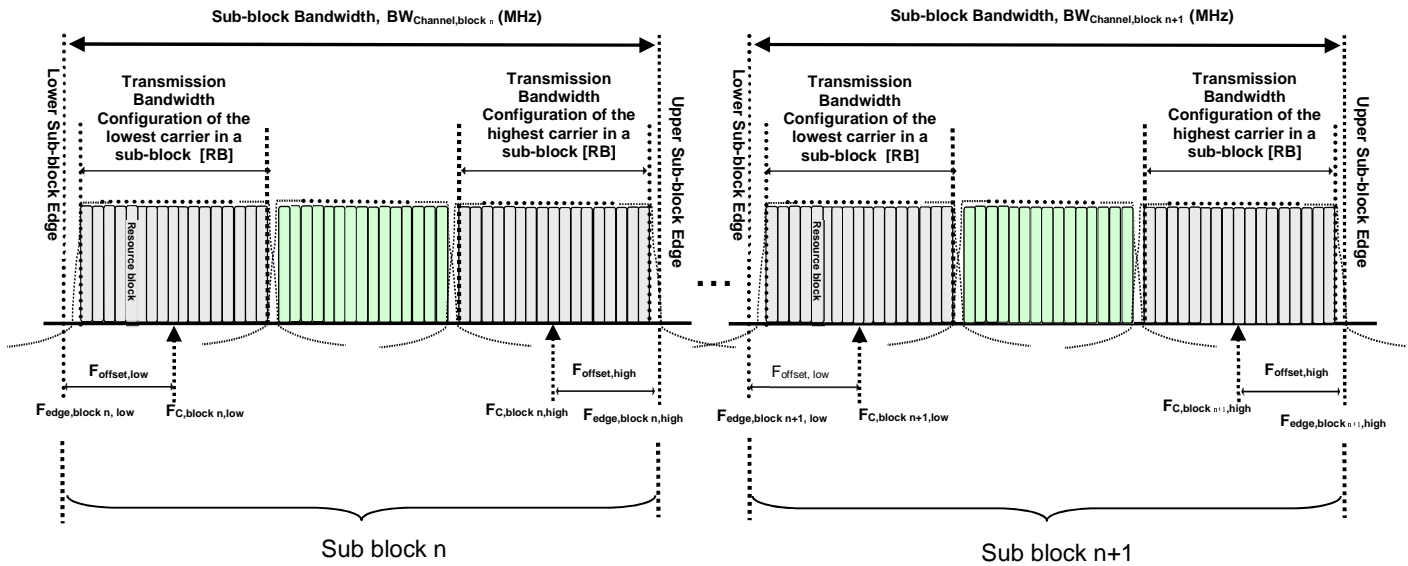 Sub-block Bandwidth, BWChannel,block n (MHz)
Lower Sub-block Edge
Transmission
Bandwidth
Configuration of the
lowest carrier in a
sub-block [RB]
Transmission
Bandwidth
Configuration of the
highest carrier in a
sub-block [RB]
Upper Sub-block Edge
Resource block
Foffset,low
Foffset,high
Fedge,block n, low
FC,block n,low
FC,block n,high
Fedge,block n,high
Sub block n
...
Sub-block Bandwidth, BWChannel,block n+1 (MHz)
Lower Sub-block Edge
Transmission
Bandwidth
Configuration of the
lowest carrier in a
sub-block [RB]
Transmission
Bandwidth
Configuration of the
highest carrier in a
sub-block [RB]
Upper Sub-block Edge
Resource block
Foffset, low
Foffset,high
Fedge,block n+1, low
FC,block n+1,low
FC,block n+1,high
Fedge,block n+1,high
Sub block n+1